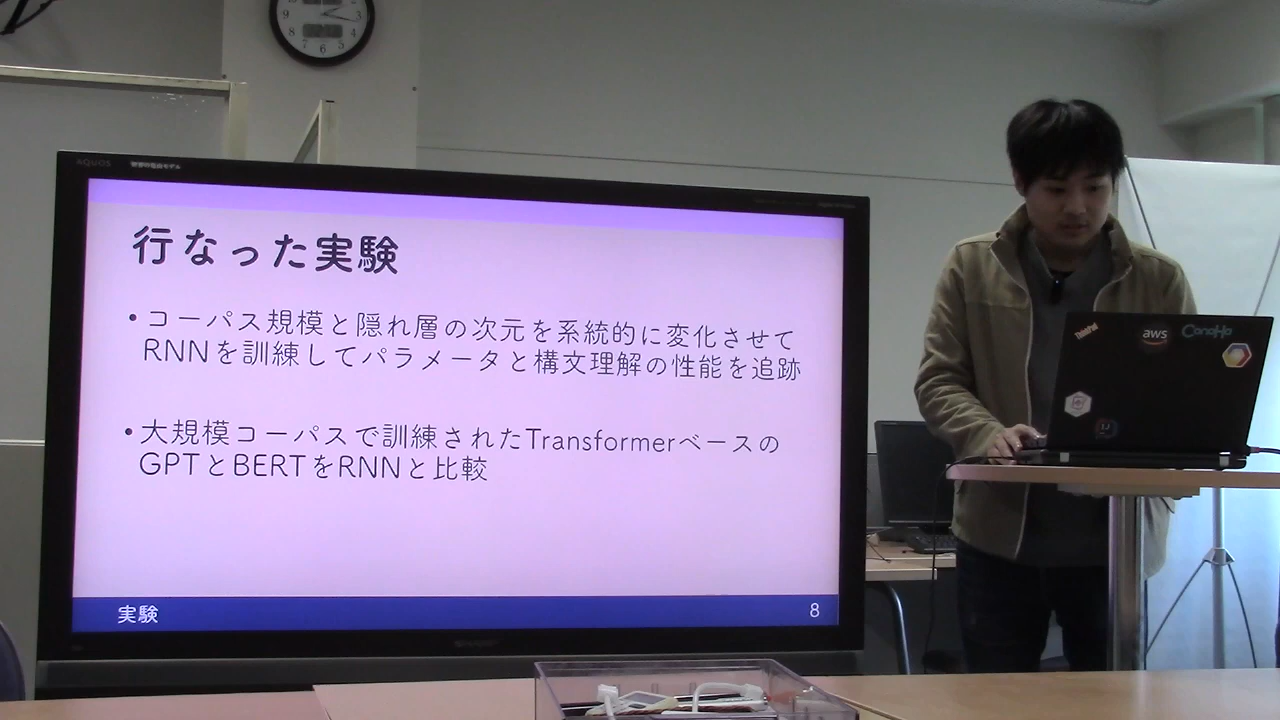 AQUOS
行なった実験
•コーパス規模と隠れ層の次元を系統的に変化させて
RNNを訓練してパラメータと構文理解の性能を追跡
•大規模コーパスで訓練されたTransformerベースの
GPTとBERTをRNNと比較
実験
8
ThinkPad
aws
ConoHa